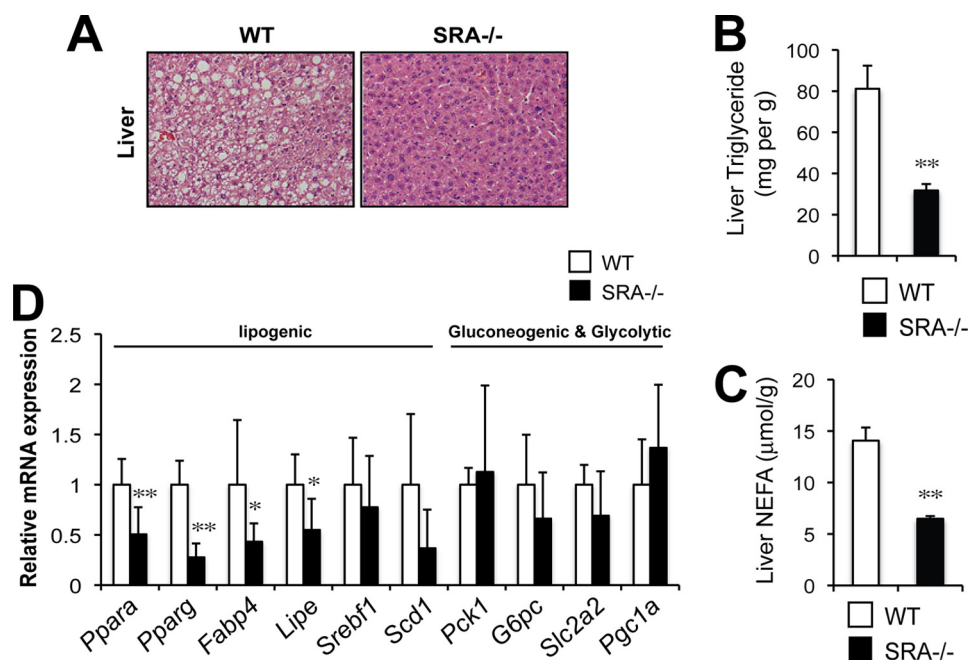 A
WT
SRA-/-
Liver
B
Liver Triglyceride
(mg per g)
100
80
60
40
20
0
**
WT
SRA-/-
WT
SRA-/-
D
Relative mRNA expression
lipogenic
Gluconeogenic & Glycolytic
2.5
2
1.5
1
0.5
0
**
**
*
*
Ppara
Pparg
Fabp4
Lipe
Srebf1
Scd1
Pck1
G6pc
Slc2a2
Pgc1a
C
Liver NEFA (μmol/g)
20
15
10
5
0
**
WT
SRA-/-